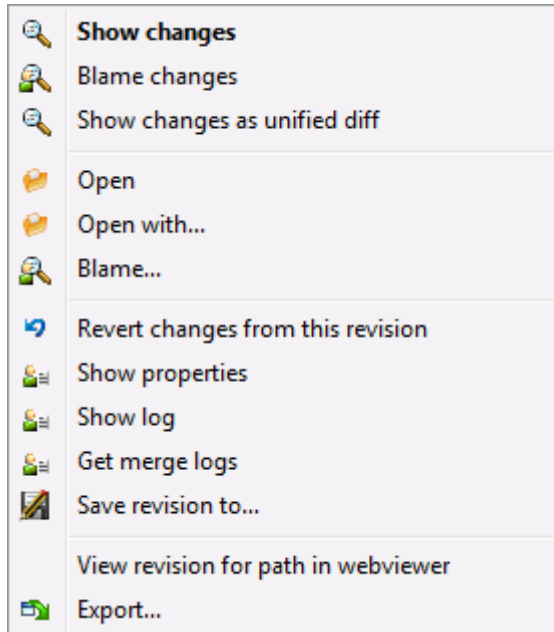 Show changes
Blame changes
Show changes as unified diff
Open
Open with...
Blame...
Revert changes from this revision
Show properties
Show log
Get merge logs
Save revision to...
View revision for path in webviewer
Export...